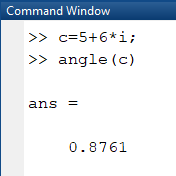 Command Window
>> c=5+6*i;
>> angle(c)
ans =
0.8761